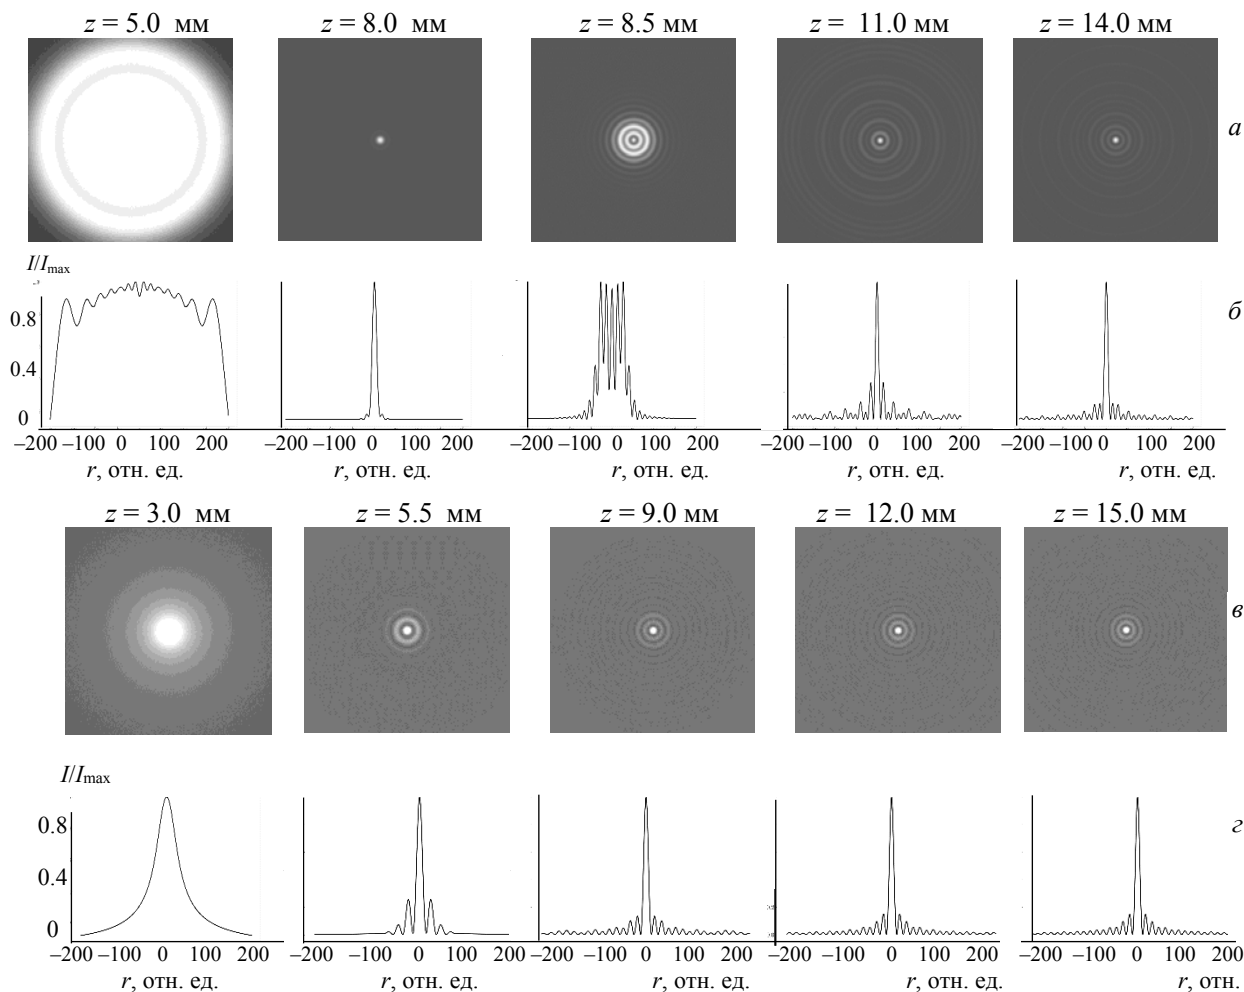 z = 5.0 мм z = 8.0 мм z = 8.5 мм z = 11.0 мм z = 14.0 мм
а
I/Imax
б
0.8
0.4
0
−200 −100 0 100 200 −200 −100 0 100 200 −200 −100 0 100 200 −200 −100 0 100 200 −200 −100 0 100 200
r, отн. ед. r, отн. ед. r, отн. ед. r, отн. ед. r, отн. ед.
z = 3.0 мм z = 5.5 мм z = 9.0 мм z = 12.0 мм z = 15.0 мм
в
I/Imax
г
0.8
0.4
0
−200 −100 0 100 200 −200 −100 0 100 200 −200 −100 0 100 200 −200 −100 0 100 200 −200 −100 0 100 200
r, отн. ед. r, отн. ед. r, отн. ед. r, отн. ед. r, отн.